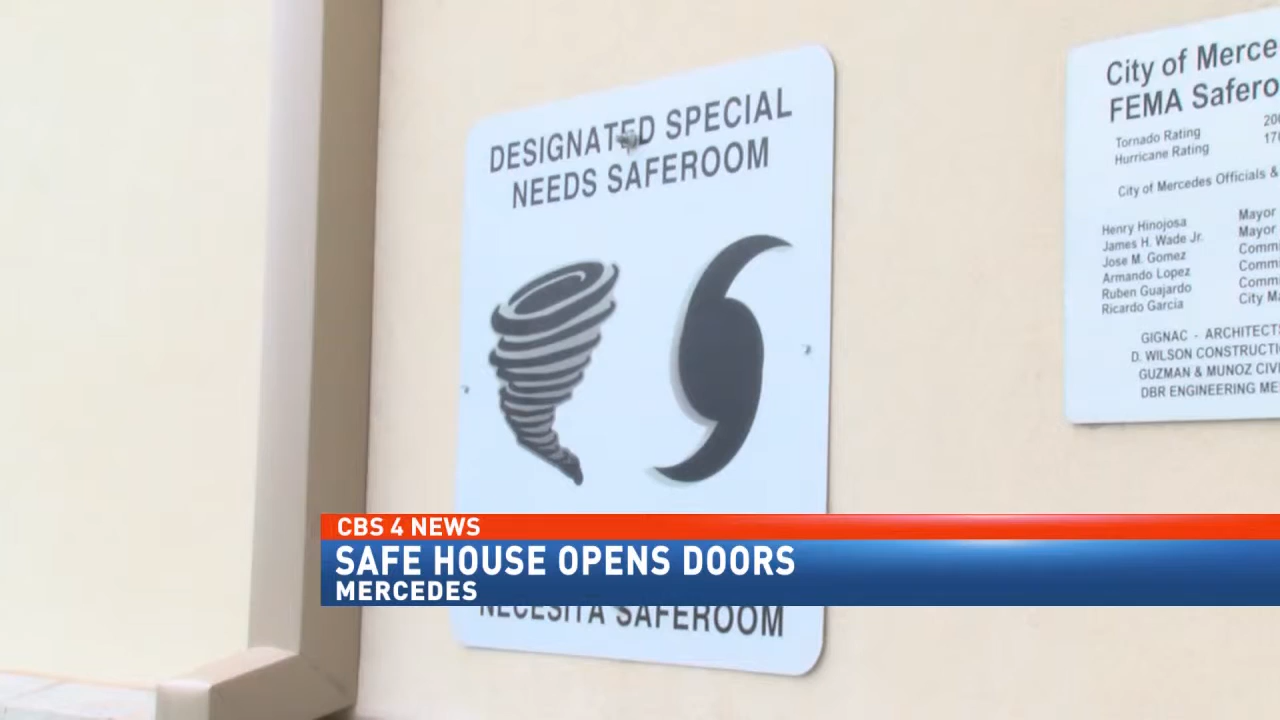 DESIGNATED SPECIAL
NEEDS SAFEROOM
NECESITA SAFEROOM
City of Merce
FEMA Safero
Tornado Rating 20
Hurricane Rating 17
City of Mercedes Officials &
Henry Hinojosa Mayor
James H. Wade Jr. Mayor
Jose M. Gomez Comm
Armando Lopez Comm
Ruben Guajardo Comm
Ricardo Garcia City M
GIGNAC - ARCHITECTS
D. WILSON CONSTRUCTI
GUZMAN & MUNOZ CIVI
DBR ENGINEERING ME
CBS 4 NEWS
SAFE HOUSE OPENS DOORS
MERCEDES